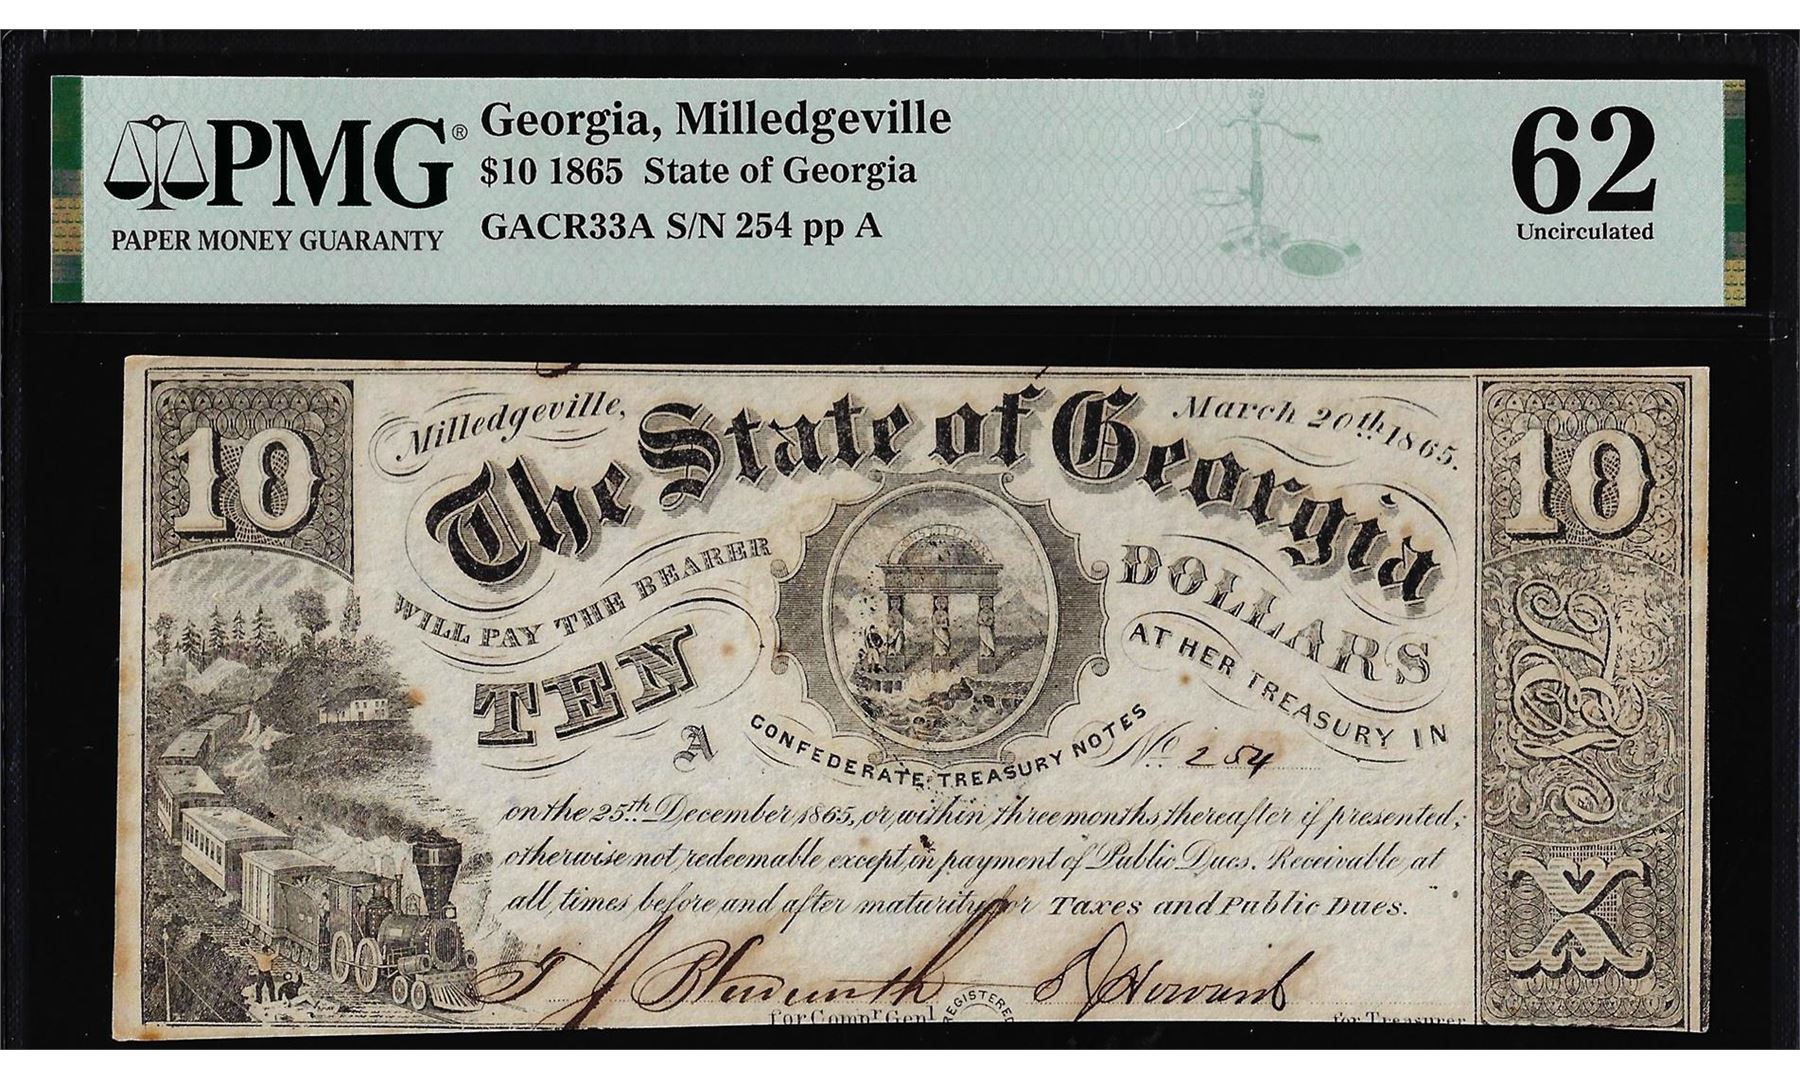 PMG®
PAPER MONEY GUARANTY
Georgia, Milledgeville
$10 1865 State of Georgia
GACR33A S/N 254 pp A
62
Uncirculated
10
Milledgeville,
March 20th 1865.
10
The State of Georgia
WILL PAY THE BEARER
TEN
DOLLARS
AT HER TREASURY IN
A
CONFEDERATE TREASURY NOTES
No. 254
on the 25th December 1865, or within three months thereafter if presented;
otherwise not redeemable except in payment of Public Dues. Receivable at
all times before and after maturity for Taxes and Public Dues.
X
for Compr Genl
REGISTERED
for Treasurer